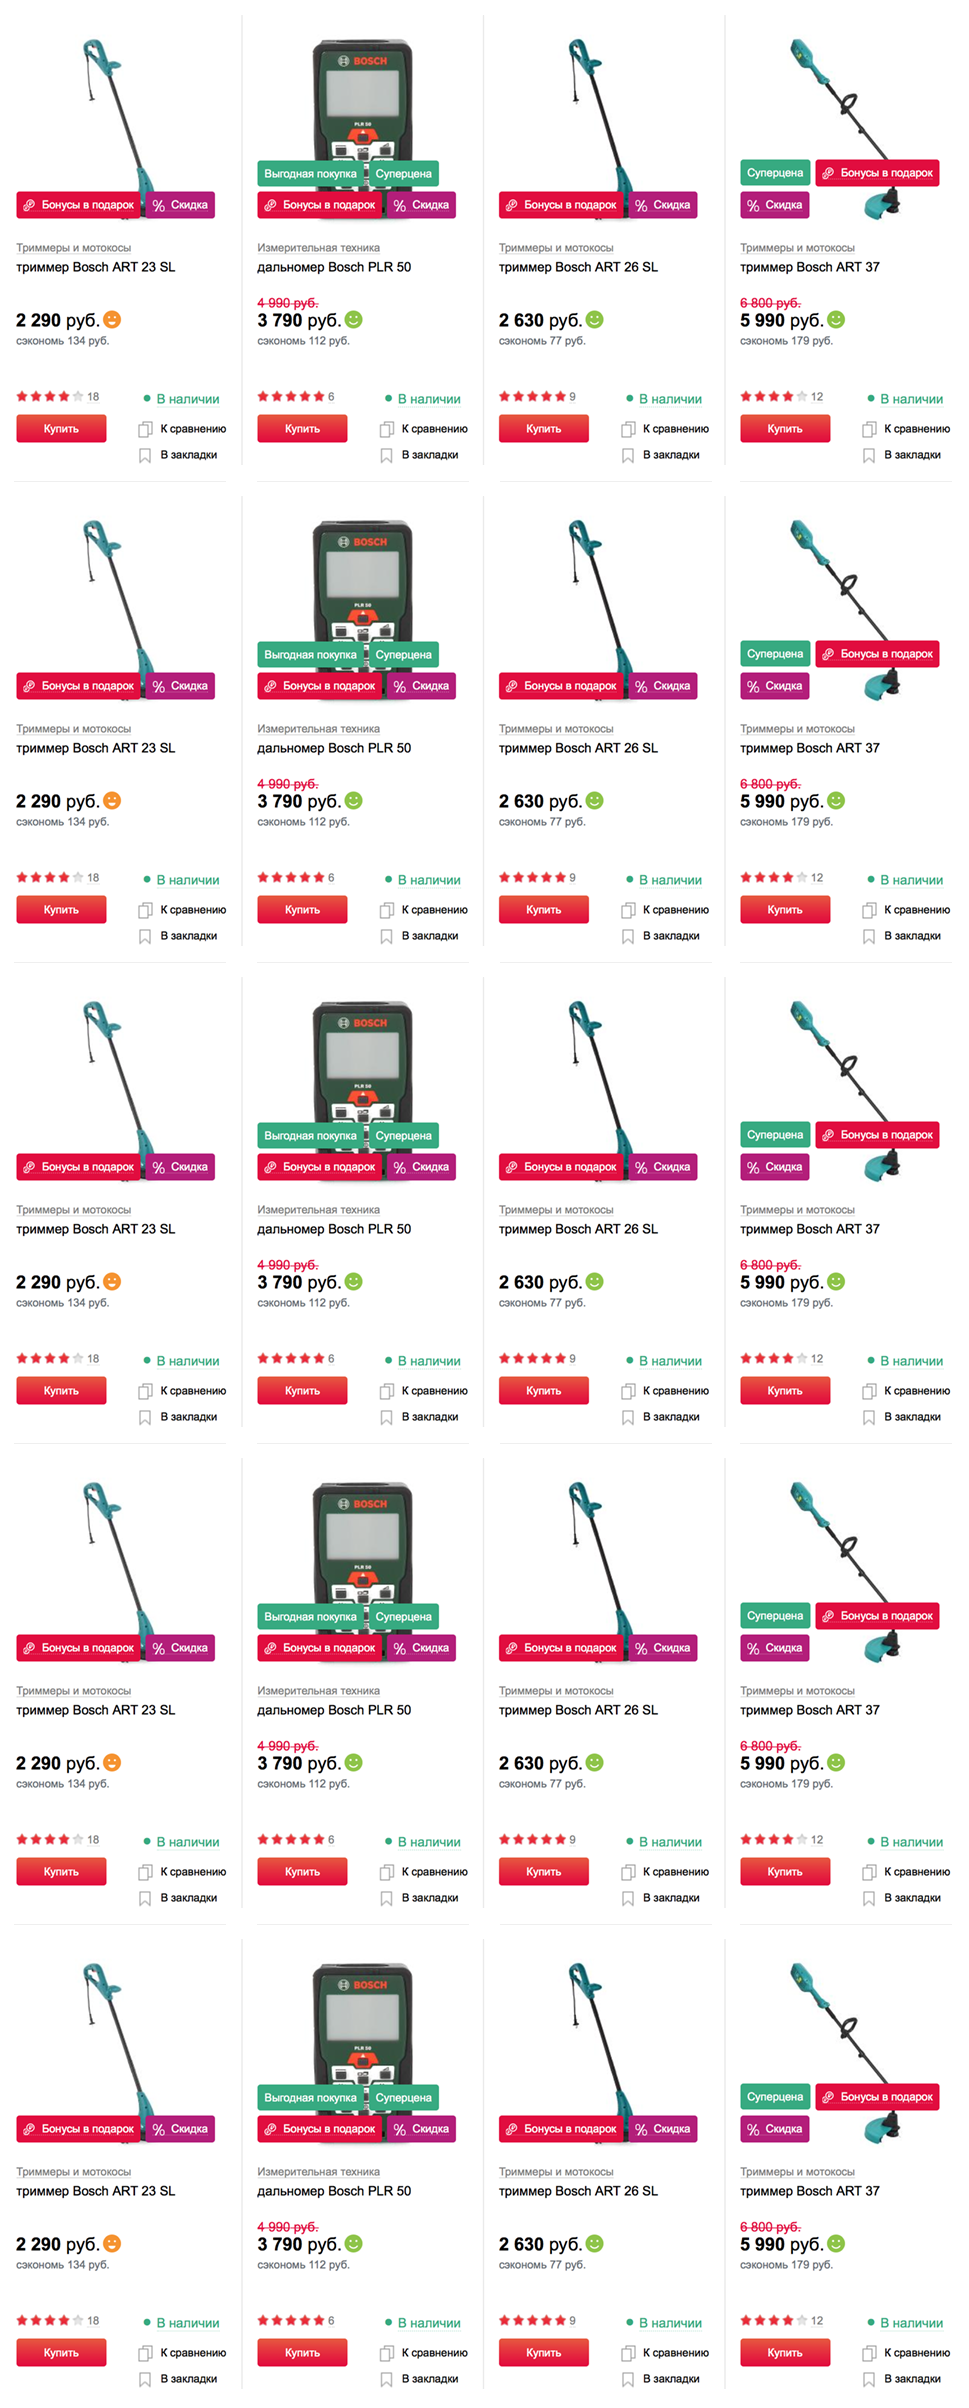 BOSCH
PLR 50
Выгодная покупка Суперцена Суперцена Бонусы в подарок
Бонусы в подарок % Скидка Бонусы в подарок % Скидка Бонусы в подарок % Скидка % Скидка
Триммеры и мотокосы Измерительная техника Триммеры и мотокосы Триммеры и мотокосы
триммер Bosch ART 23 SL дальномер Bosch PLR 50 триммер Bosch ART 26 SL триммер Bosch ART 37
4 990 руб. 6 800 руб.
2 290 руб. 3 790 руб. 2 630 руб. 5 990 руб.
сэкономь 134 руб. сэкономь 112 руб. сэкономь 77 руб. сэкономь 179 руб.
18 В наличии 6 В наличии 9 В наличии 12 В наличии
Купить К сравнению Купить К сравнению Купить К сравнению Купить К сравнению
В закладки В закладки В закладки В закладки
BOSCH
PLR 50
Выгодная покупка Суперцена Суперцена Бонусы в подарок
Бонусы в подарок % Скидка Бонусы в подарок % Скидка Бонусы в подарок % Скидка % Скидка
Триммеры и мотокосы Измерительная техника Триммеры и мотокосы Триммеры и мотокосы
триммер Bosch ART 23 SL дальномер Bosch PLR 50 триммер Bosch ART 26 SL триммер Bosch ART 37
4 990 руб. 6 800 руб.
2 290 руб. 3 790 руб. 2 630 руб. 5 990 руб.
сэкономь 134 руб. сэкономь 112 руб. сэкономь 77 руб. сэкономь 179 руб.
18 В наличии 6 В наличии 9 В наличии 12 В наличии
Купить К сравнению Купить К сравнению Купить К сравнению Купить К сравнению
В закладки В закладки В закладки В закладки
BOSCH
PLR 50
Выгодная покупка Суперцена Суперцена Бонусы в подарок
Бонусы в подарок % Скидка Бонусы в подарок % Скидка Бонусы в подарок % Скидка % Скидка
Триммеры и мотокосы Измерительная техника Триммеры и мотокосы Триммеры и мотокосы
триммер Bosch ART 23 SL дальномер Bosch PLR 50 триммер Bosch ART 26 SL триммер Bosch ART 37
4 990 руб. 6 800 руб.
2 290 руб. 3 790 руб. 2 630 руб. 5 990 руб.
сэкономь 134 руб. сэкономь 112 руб. сэкономь 77 руб. сэкономь 179 руб.
18 В наличии 6 В наличии 9 В наличии 12 В наличии
Купить К сравнению Купить К сравнению Купить К сравнению Купить К сравнению
В закладки В закладки В закладки В закладки
BOSCH
PLR 50
Выгодная покупка Суперцена Суперцена Бонусы в подарок
Бонусы в подарок % Скидка Бонусы в подарок % Скидка Бонусы в подарок % Скидка % Скидка
Триммеры и мотокосы Измерительная техника Триммеры и мотокосы Триммеры и мотокосы
триммер Bosch ART 23 SL дальномер Bosch PLR 50 триммер Bosch ART 26 SL триммер Bosch ART 37
4 990 руб. 6 800 руб.
2 290 руб. 3 790 руб. 2 630 руб. 5 990 руб.
сэкономь 134 руб. сэкономь 112 руб. сэкономь 77 руб. сэкономь 179 руб.
18 В наличии 6 В наличии 9 В наличии 12 В наличии
Купить К сравнению Купить К сравнению Купить К сравнению Купить К сравнению
В закладки В закладки В закладки В закладки
BOSCH
PLR 50
Выгодная покупка Суперцена Суперцена Бонусы в подарок
Бонусы в подарок % Скидка Бонусы в подарок % Скидка Бонусы в подарок % Скидка % Скидка
Триммеры и мотокосы Измерительная техника Триммеры и мотокосы Триммеры и мотокосы
триммер Bosch ART 23 SL дальномер Bosch PLR 50 триммер Bosch ART 26 SL триммер Bosch ART 37
4 990 руб. 6 800 руб.
2 290 руб. 3 790 руб. 2 630 руб. 5 990 руб.
сэкономь 134 руб. сэкономь 112 руб. сэкономь 77 руб. сэкономь 179 руб.
18 В наличии 6 В наличии 9 В наличии 12 В наличии
Купить К сравнению Купить К сравнению Купить К сравнению Купить К сравнению
В закладки В закладки В закладки В закладки